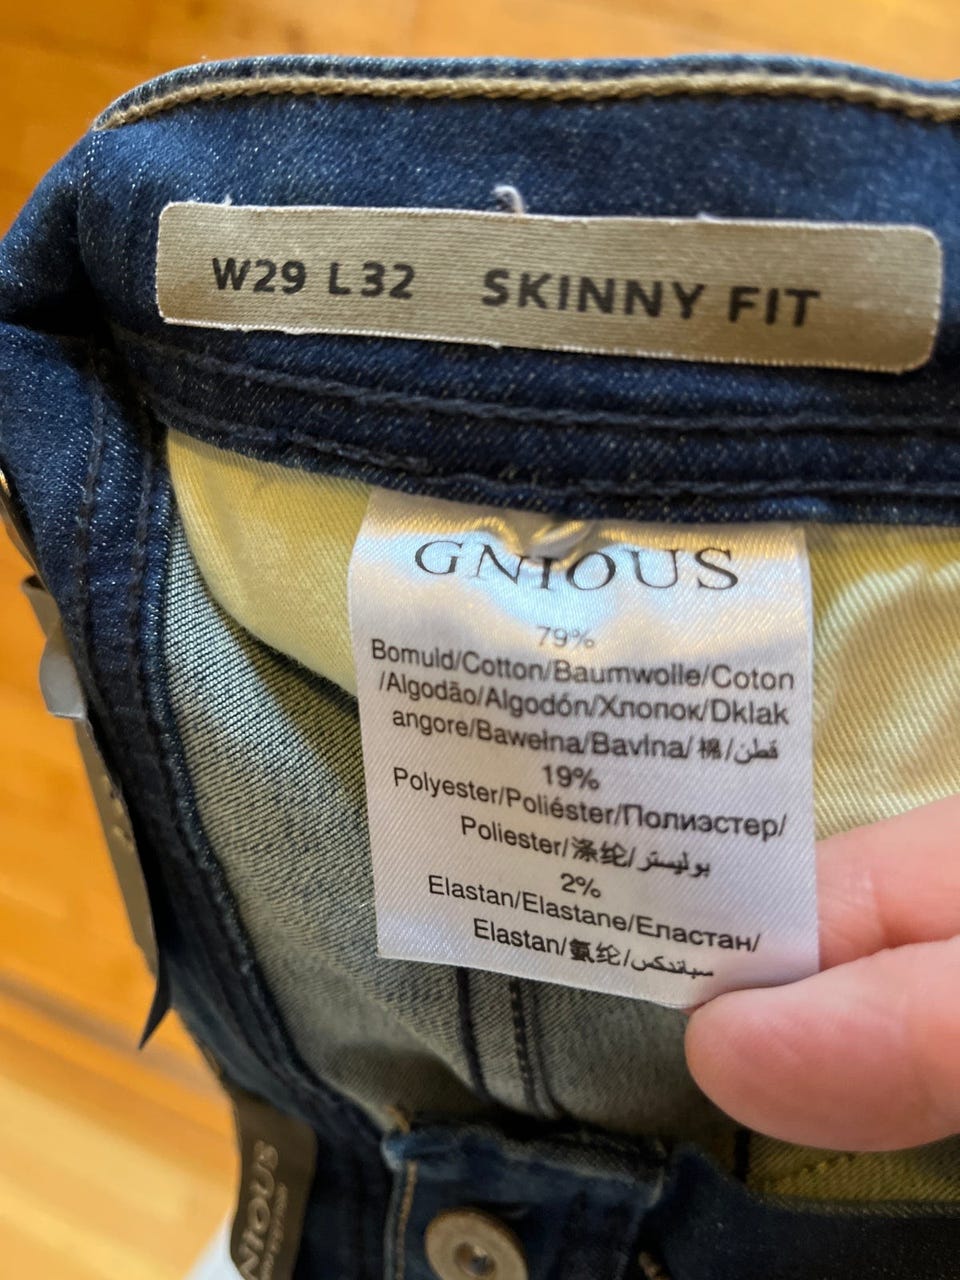 W29 L32 SKINNY FIT
GNIOUS
79%
Bomuld/Cotton/Baumwolle/Coton
/Algodão/Algodón/Хлопок/Dklak
angore/Bawełna/Bavlna/棉/قطن
19%
Polyester/Poliéster/Полиэстер/
Poliester/涤纶/بوليستر
2%
Elastan/Elastane/Еластан/
Elastan/氨纶/سباندكس
NIOUS